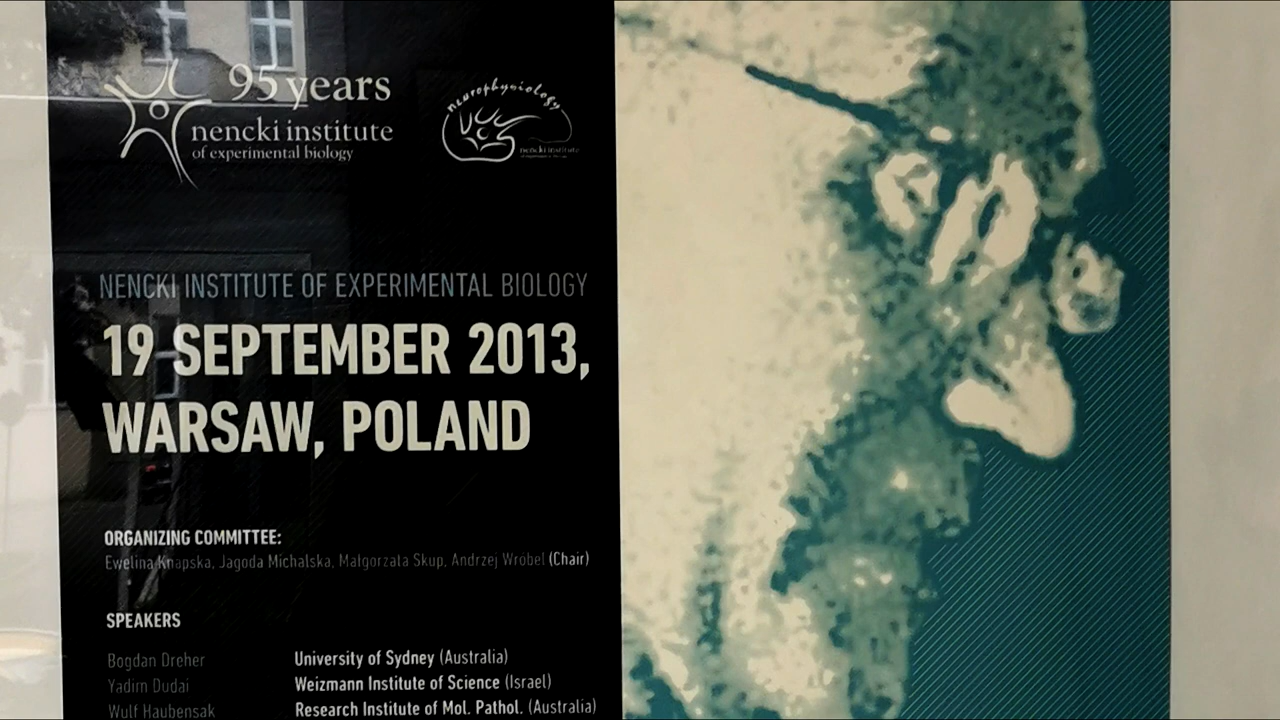 95 years
nencki institute
of experimental biology
neurophysiology
nencki institute
NENCKI INSTITUTE OF EXPERIMENTAL BIOLOGY
19 SEPTEMBER 2013,
WARSAW, POLAND
ORGANIZING COMMITTEE:
Ewelina Knapska, Jagoda Michalska, Małgorzata Skup, Andrzej Wróbel (Chair)
SPEAKERS
Bogdan Dreher University of Sydney (Australia)
Yadin Dudai Weizmann Institute of Science (Israel)
Wulf Haubensak Research Institute of Mol. Pathol. (Australia)